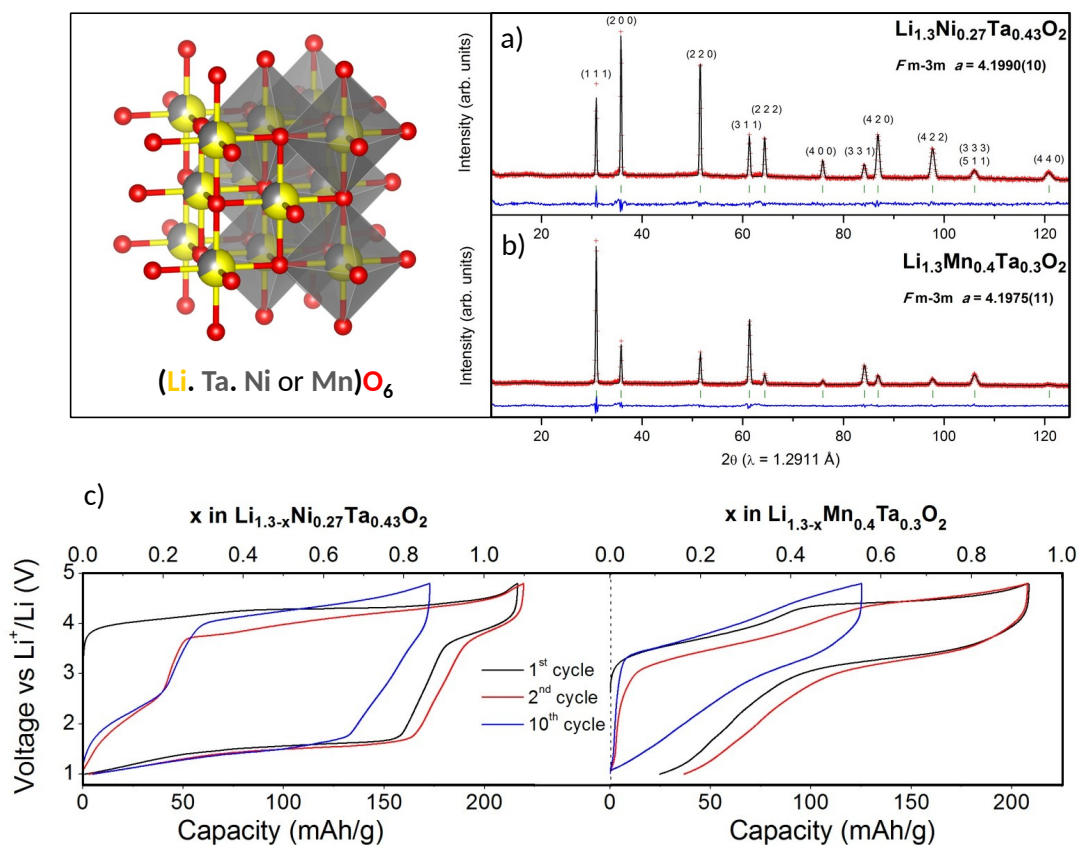 (Li. Ta. Ni or Mn)O₆
a)
Li₁.₃Ni₀.₂₇Ta₀.₄₃O₂
F m-3m a = 4.1990(10)
Intensity (arb. units)
(1 1 1)
(2 0 0)
(2 2 0)
(3 1 1)
(2 2 2)
(4 0 0)
(3 3 1)
(4 2 0)
(4 2 2)
(3 3 3)
(5 1 1)
(4 4 0)
20 40 60 80 100 120
b)
Li₁.₃Mn₀.₄Ta₀.₃O₂
F m-3m a = 4.1975(11)
Intensity (arb. units)
20 40 60 80 100 120
2θ (λ = 1.2911 Å)
c)
x in Li₁.₃₋ₓNi₀.₂₇Ta₀.₄₃O₂
0.0 0.2 0.4 0.6 0.8 1.0
Voltage vs Li⁺/Li (V)
5
4
3
2
1
0 50 100 150 200
Capacity (mAh/g)
1st cycle
2nd cycle
10th cycle
x in Li₁.₃₋ₓMn₀.₄Ta₀.₃O₂
0.0 0.2 0.4 0.6 0.8 1.0
0 50 100 150 200
Capacity (mAh/g)